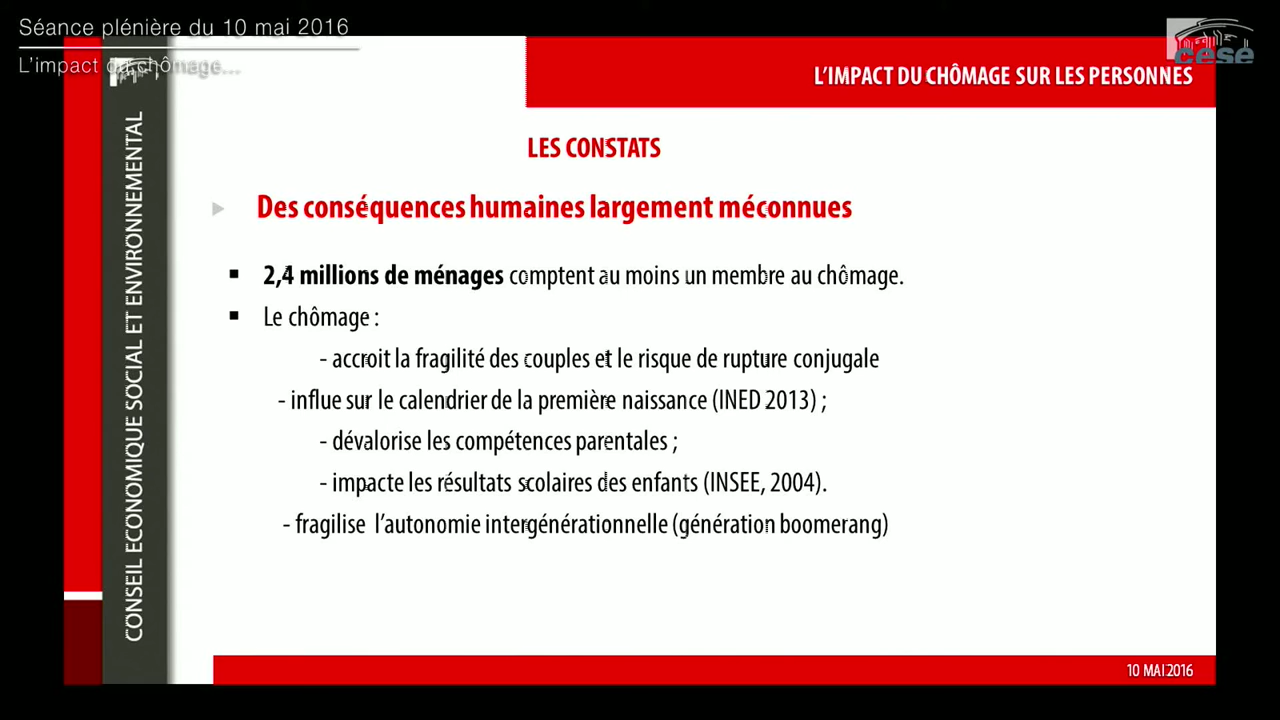 Séance plénière du 10 mai 2016
L'impact du chômage...
cese
L'IMPACT DU CHÔMAGE SUR LES PERSONNES
CONSEIL ECONOMIQUE SOCIAL ET ENVIRONNEMENTAL
LES CONSTATS
Des conséquences humaines largement méconnues
▪ 2,4 millions de ménages comptent au moins un membre au chômage.
▪ Le chômage :
- accroit la fragilité des couples et le risque de rupture conjugale
- influe sur le calendrier de la première naissance (INED 2013) ;
- dévalorise les compétences parentales ;
- impacte les résultats scolaires des enfants (INSEE, 2004).
- fragilise l'autonomie intergénérationnelle (génération boomerang)
10 MAI 2016